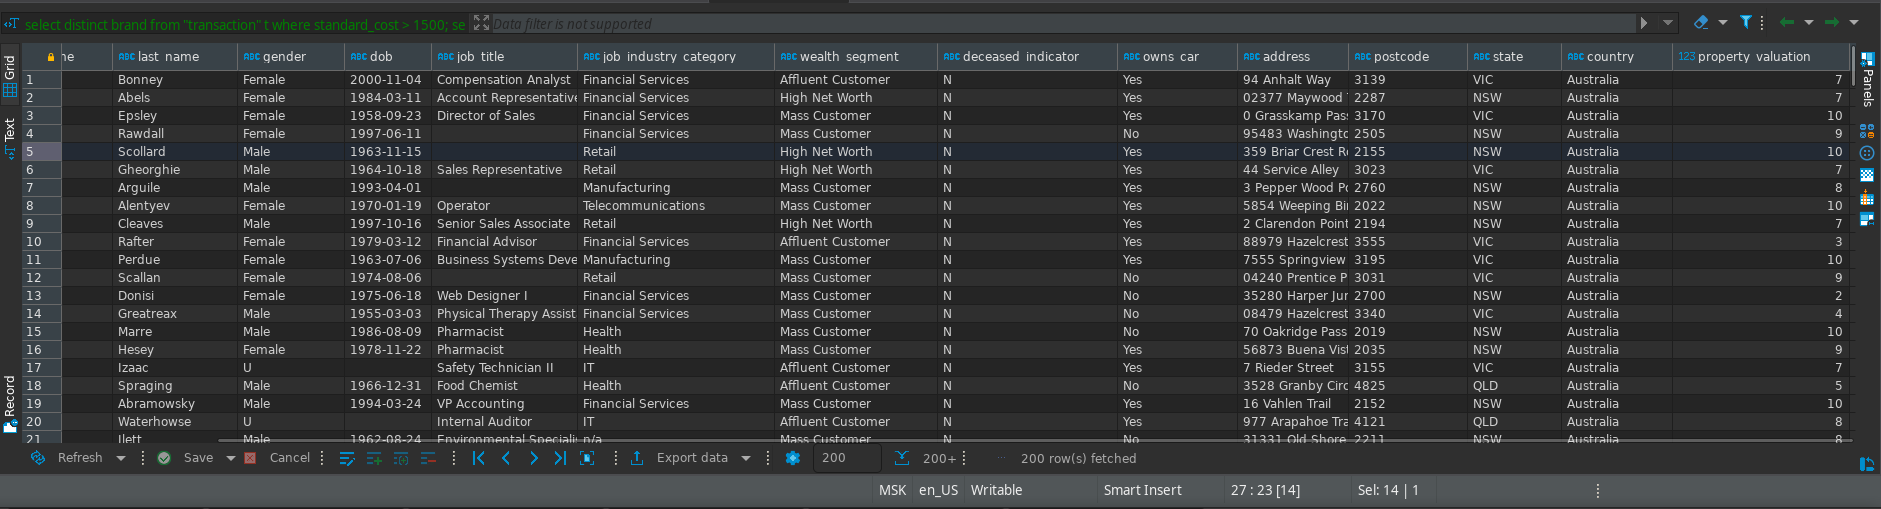 select distinct brand from "transaction" t where standard_cost > 1500; se Data filter is not supported
Grid
Text
Record
Panels
ne last_name gender dob job_title job_industry_category wealth_segment deceased_indicator owns_car address postcode state country property_valuation
1 Bonney Female 2000-11-04 Compensation Analyst Financial Services Affluent Customer N Yes 94 Anhalt Way 3139 VIC Australia 7
2 Abels Female 1984-03-11 Account Representative Financial Services High Net Worth N Yes 02377 Maywood 2287 NSW Australia 7
3 Epsley Female 1958-09-23 Director of Sales Financial Services Mass Customer N Yes 0 Grasskamp Pas 3170 VIC Australia 10
4 Rawdall Female 1997-06-11 Financial Services Mass Customer N No 95483 Washingto 2505 NSW Australia 9
5 Scollard Male 1963-11-15 Retail High Net Worth N Yes 359 Briar Crest R 2155 NSW Australia 10
6 Gheorghie Male 1964-10-18 Sales Representative Retail High Net Worth N Yes 44 Service Alley 3023 VIC Australia 7
7 Arguile Male 1993-04-01 Manufacturing Mass Customer N Yes 3 Pepper Wood P 2760 NSW Australia 8
8 Alentyev Female 1970-01-19 Operator Telecommunications Mass Customer N Yes 5854 Weeping Bi 2022 NSW Australia 10
9 Cleaves Male 1997-10-16 Senior Sales Associate Retail High Net Worth N Yes 2 Clarendon Point 2194 NSW Australia 7
10 Rafter Female 1979-03-12 Financial Advisor Financial Services Affluent Customer N Yes 88979 Hazelcrest 3555 VIC Australia 3
11 Perdue Female 1963-07-06 Business Systems Deve Manufacturing Mass Customer N Yes 7555 Springview 3195 VIC Australia 10
12 Scallan Female 1974-08-06 Retail Mass Customer N No 04240 Prentice P 3031 VIC Australia 9
13 Donisi Female 1975-06-18 Web Designer I Financial Services Mass Customer N No 35280 Harper Jun 2700 NSW Australia 2
14 Greatreax Male 1955-03-03 Physical Therapy Assist Financial Services Mass Customer N No 08479 Hazelcrest 3340 VIC Australia 4
15 Marre Male 1986-08-09 Pharmacist Health Mass Customer N No 70 Oakridge Pass 2019 NSW Australia 10
16 Hesey Female 1978-11-22 Pharmacist Health Mass Customer N Yes 56873 Buena Vist 2035 NSW Australia 9
17 Izaac U Safety Technician II IT Affluent Customer N Yes 7 Rieder Street 3155 VIC Australia 7
18 Spraging Male 1966-12-31 Food Chemist Health Affluent Customer N No 3528 Granby Circ 4825 QLD Australia 5
19 Abramowsky Male 1994-03-24 VP Accounting Financial Services Mass Customer N Yes 16 Vahlen Trail 2152 NSW Australia 10
20 Waterhowse U Internal Auditor IT Affluent Customer N Yes 977 Arapahoe Tra 4121 QLD Australia 8
21 Ilett Male 1962-08-24 Environmental Speciali n/a Mass Customer N No 31331 Old Shore 2211 NSW Australia 8
Refresh Save Cancel Export data 200 200+ 200 row(s) fetched
MSK en_US Writable Smart Insert 27 : 23 [14] Sel: 14 | 1